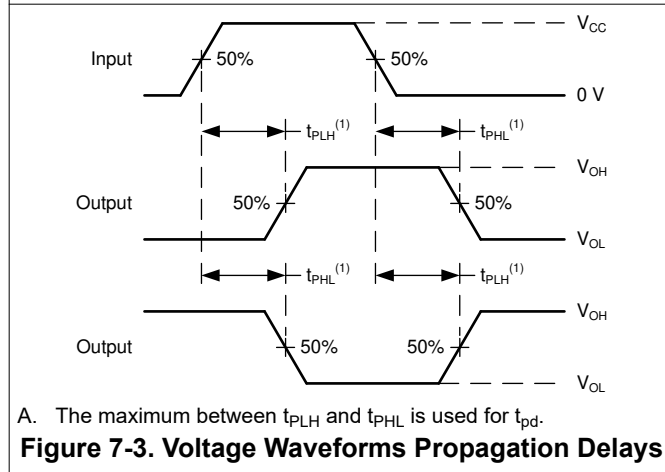 V_CC
Input 50% 50%
0 V
t_PLH^(1) t_PHL^(1)
V_OH
Output 50% 50%
V_OL
t_PHL^(1) t_PLH^(1)
V_OH
Output 50% 50%
V_OL
A. The maximum between t_PLH and t_PHL is used for t_pd.
Figure 7-3. Voltage Waveforms Propagation Delays